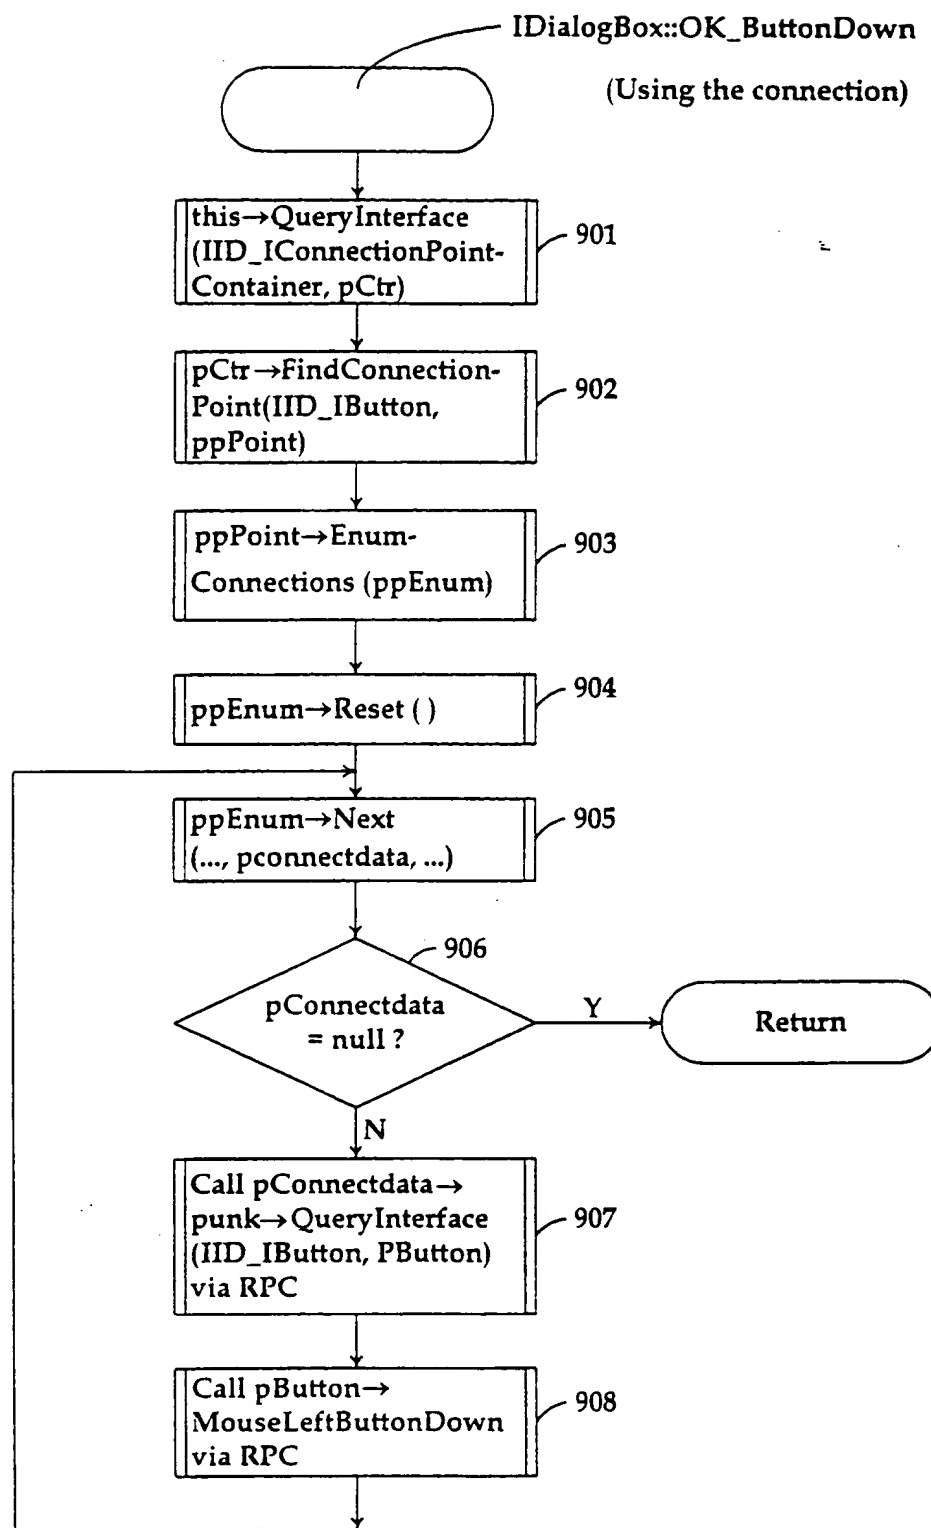 IDialogBox::OK_ButtonDown
(Using the connection)
this→QueryInterface
(IID_IConnectionPoint-
Container, pCtr)
901
pCtr→FindConnection-
Point(IID_IButton,
ppPoint)
902
ppPoint→Enum-
Connections (ppEnum)
903
ppEnum→Reset ( )
904
ppEnum→Next
(..., pconnectdata, ...)
905
906
pConnectdata
= null ?
Y
Return
N
Call pConnectdata→
punk→QueryInterface
(IID_IButton, PButton)
via RPC
907
Call pButton→
MouseLeftButtonDown
via RPC
908